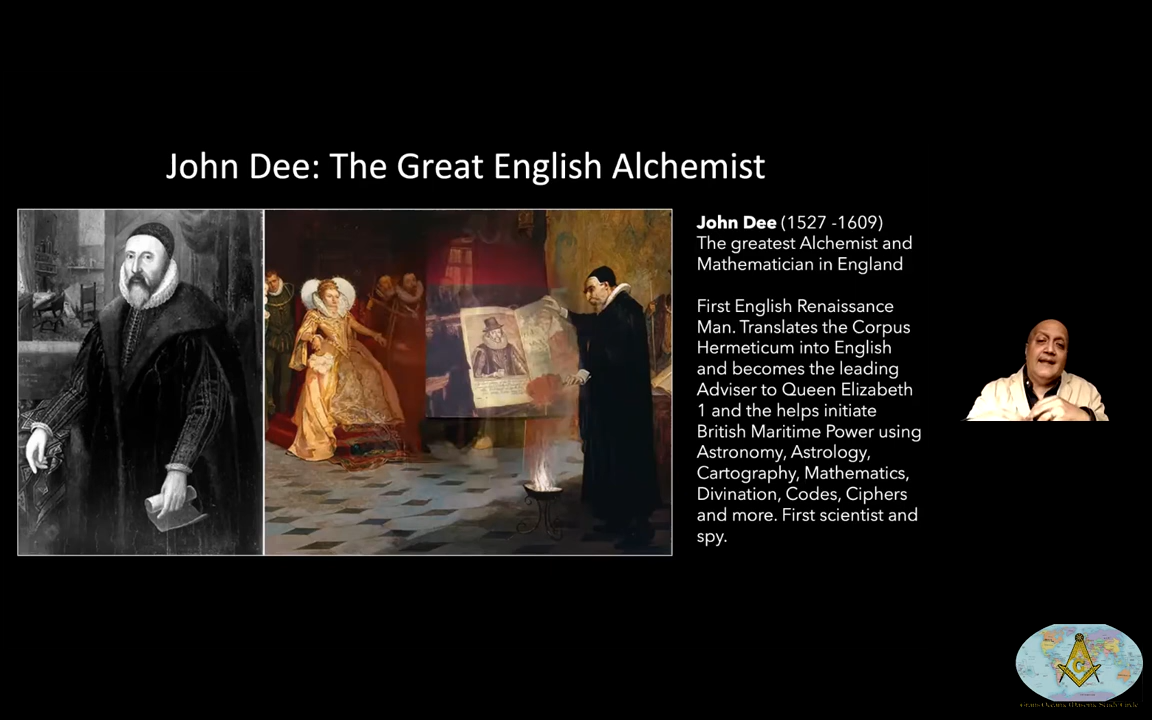 John Dee: The Great English Alchemist
John Dee (1527 -1609)
The greatest Alchemist and
Mathematician in England
First English Renaissance
Man. Translates the Corpus
Hermeticum into English
and becomes the leading
Adviser to Queen Elizabeth
1 and the helps initiate
British Maritime Power using
Astronomy, Astrology,
Cartography, Mathematics,
Divination, Codes, Ciphers
and more. First scientist and
spy.
G